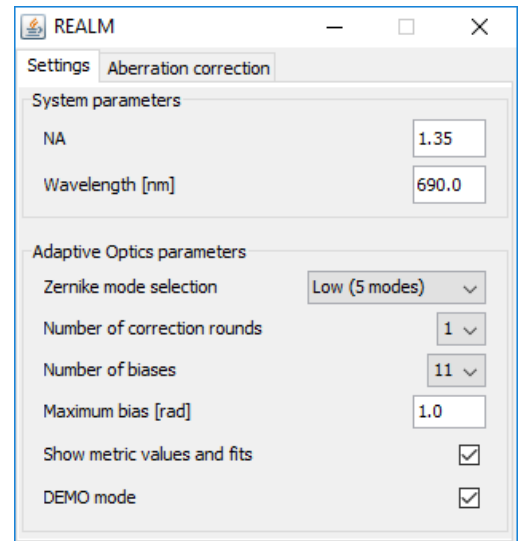 REALM
Settings Aberration correction
System parameters
NA 1.35
Wavelength [nm] 690.0
Adaptive Optics parameters
Zernike mode selection Low (5 modes)
Number of correction rounds 1
Number of biases 11
Maximum bias [rad] 1.0
Show metric values and fits
DEMO mode